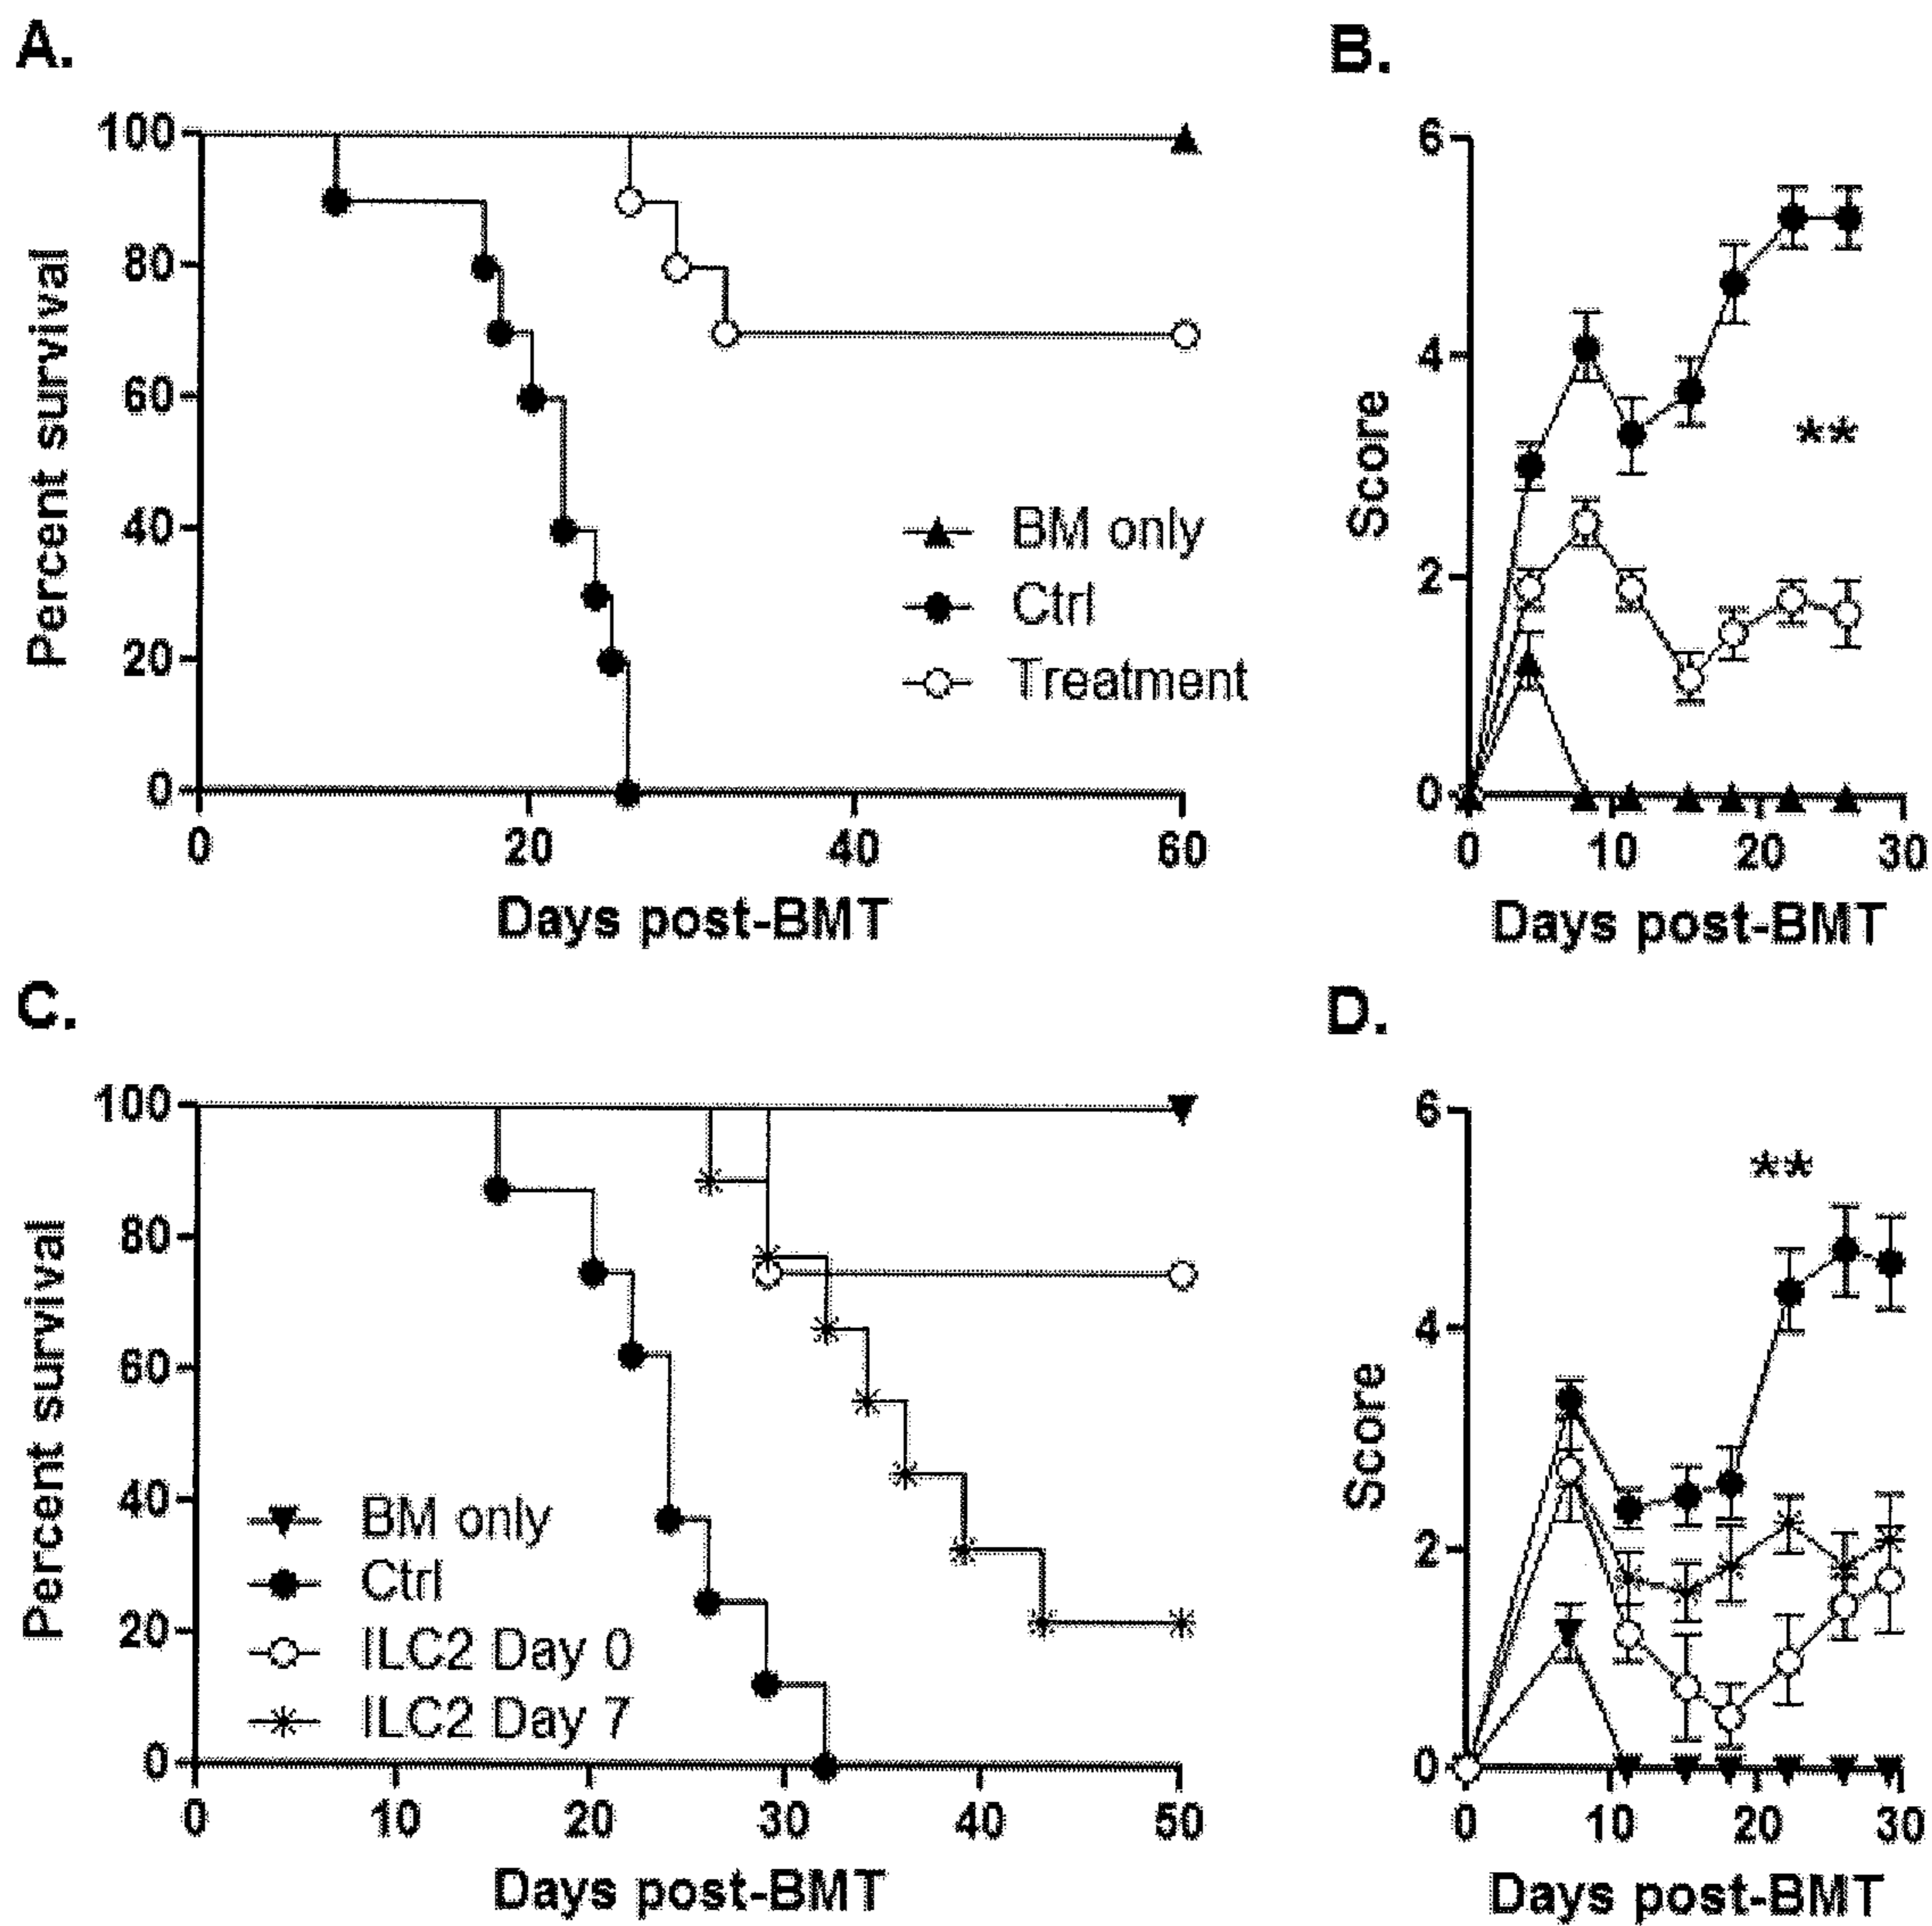 A.
100
80
60
40
20
0
Percent survival
BM only
Ctrl
Treatment
0 20 40 60
Days post-BMT
B.
6
4
2
0
Score
**
0 10 20 30
Days post-BMT
C.
100
80
60
40
20
0
Percent survival
BM only
Ctrl
ILC2 Day 0
ILC2 Day 7
0 10 20 30 40 50
Days post-BMT
D.
6
4
2
0
Score
**
0 10 20 30
Days post-BMT